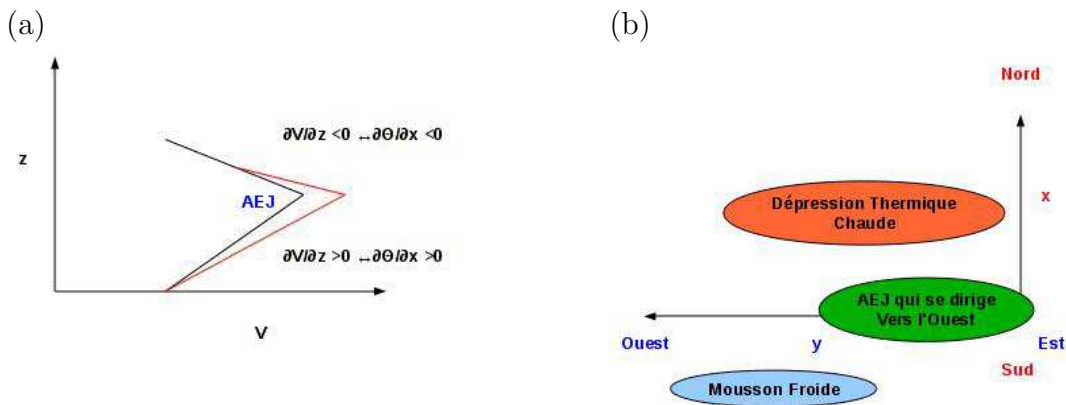 (a)
z
∂V/∂z <0 ↔∂Θ/∂x <0
AEJ
∂V/∂z >0 ↔∂Θ/∂x >0
V
(b)
Nord
Dépression Thermique
Chaude
x
AEJ qui se dirige
Vers l'Ouest
Ouest
y
Est
Sud
Mousson Froide